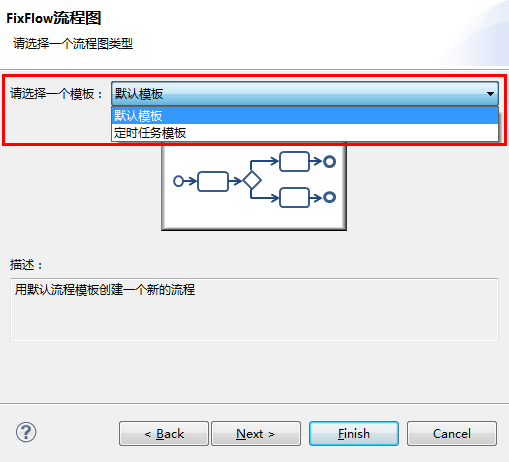 FixFlow流程图
请选择一个流程图类型
请选择一个模板：
默认模板
默认模板
定时任务模板
描述：
用默认流程模板创建一个新的流程
?
< Back
Next >
Finish
Cancel